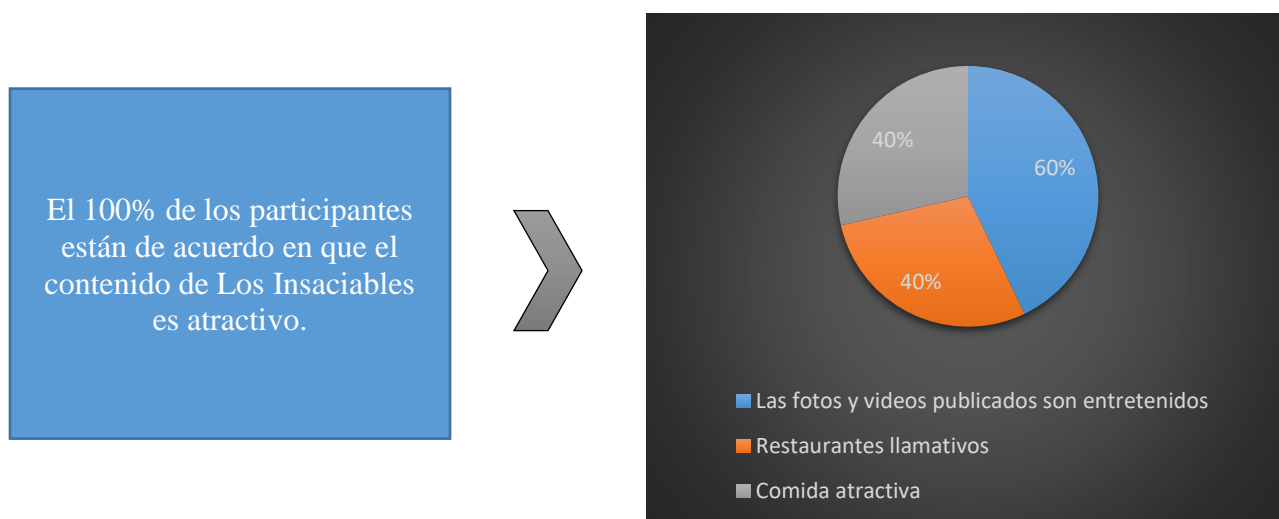 El 100% de los participantes
están de acuerdo en que el
contenido de Los Insaciables
es atractivo.
40%
60%
40%
Las fotos y videos publicados son entretenidos
Restaurantes llamativos
Comida atractiva